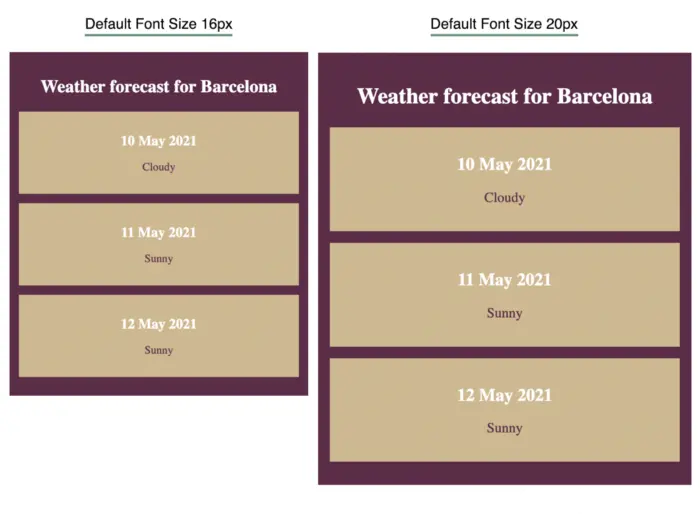 Default Font Size 16px
Weather forecast for Barcelona
10 May 2021
Cloudy
11 May 2021
Sunny
12 May 2021
Sunny
Default Font Size 20px
Weather forecast for Barcelona
10 May 2021
Cloudy
11 May 2021
Sunny
12 May 2021
Sunny